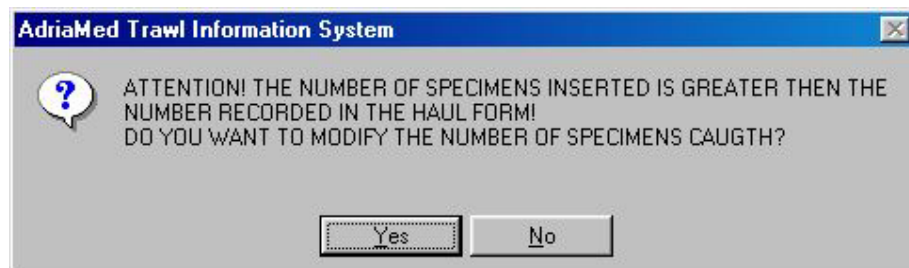 AdriaMed Trawl Information System
ATTENTION! THE NUMBER OF SPECIMENS INSERTED IS GREATER THEN THE
NUMBER RECORDED IN THE HAUL FORM!
DO YOU WANT TO MODIFY THE NUMBER OF SPECIMENS CAUGTH?
Yes No